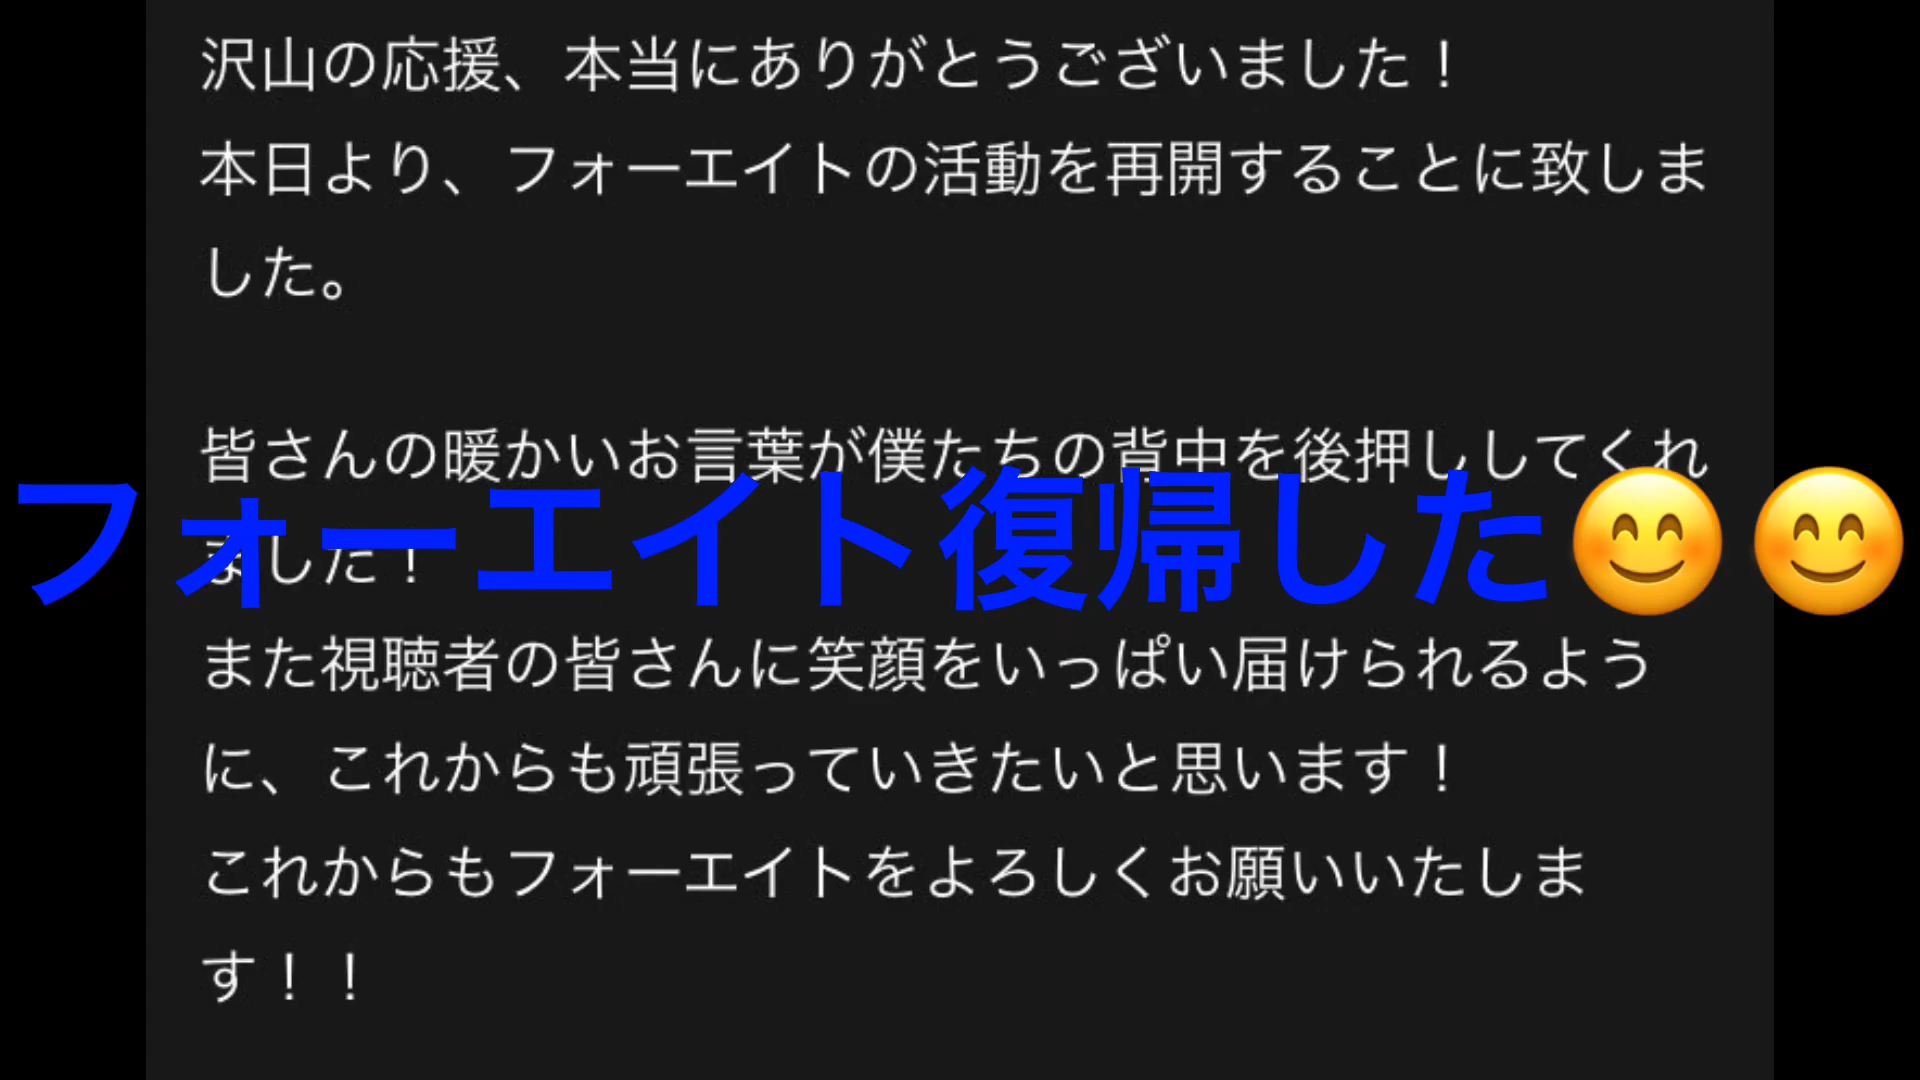 沢山の応援、本当にありがとうございました！
本日より、フォーエイトの活動を再開することに致しま
した。
皆さんの暖かいお言葉が僕たちの背中を後押ししてくれ
フォーエイト復帰した😊😊
ました！
また視聴者の皆さんに笑顔をいっぱい届けられるよう
に、これからも頑張っていきたいと思います！
これからもフォーエイトをよろしくお願いいたしま
す！！